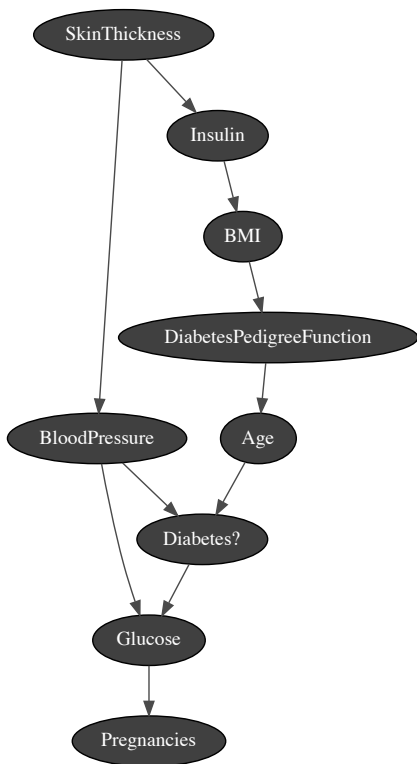 SkinThickness
Insulin
BMI
DiabetesPedigreeFunction
BloodPressure
Age
Diabetes?
Glucose
Pregnancies